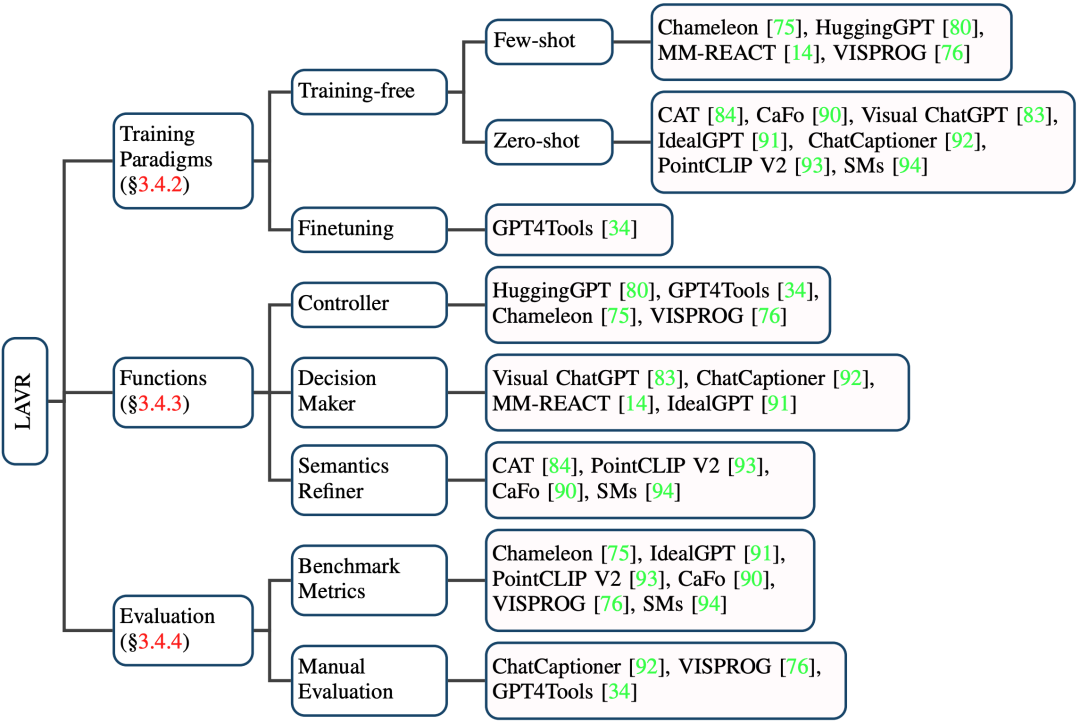 LAVR
Training
Paradigms
(§3.4.2)
Training-free
Few-shot
Chameleon [75], HuggingGPT [80],
MM-REACT [14], VISPROG [76]
Zero-shot
CAT [84], CaFo [90], Visual ChatGPT [83],
IdealGPT [91], ChatCaptioner [92],
PointCLIP V2 [93], SMs [94]
Finetuning
GPT4Tools [34]
Functions
(§3.4.3)
Controller
HuggingGPT [80], GPT4Tools [34],
Chameleon [75], VISPROG [76]
Decision
Maker
Visual ChatGPT [83], ChatCaptioner [92],
MM-REACT [14], IdealGPT [91]
Semantics
Refiner
CAT [84], PointCLIP V2 [93],
CaFo [90], SMs [94]
Evaluation
(§3.4.4)
Benchmark
Metrics
Chameleon [75], IdealGPT [91],
PointCLIP V2 [93], CaFo [90],
VISPROG [76], SMs [94]
Manual
Evaluation
ChatCaptioner [92], VISPROG [76],
GPT4Tools [34]